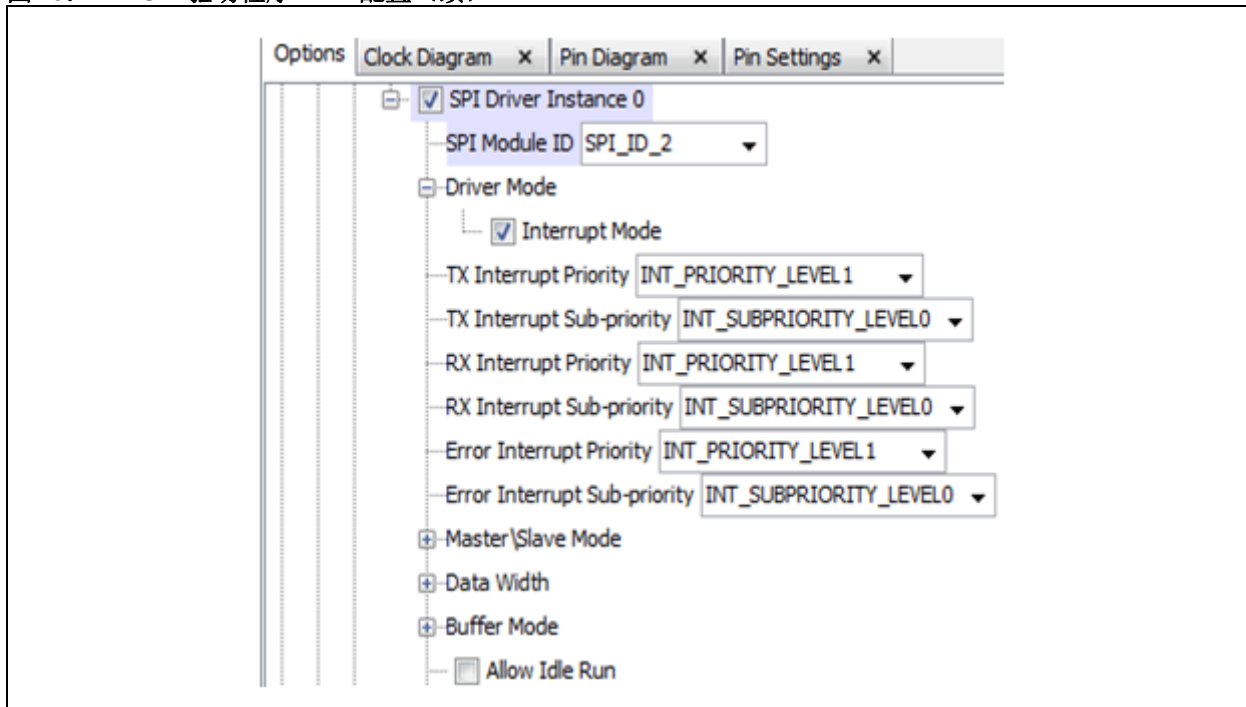 Options Clock Diagram × Pin Diagram × Pin Settings ×
SPI Driver Instance 0
SPI Module ID SPI_ID_2
Driver Mode
Interrupt Mode
TX Interrupt Priority INT_PRIORITY_LEVEL1
TX Interrupt Sub-priority INT_SUBPRIORITY_LEVEL0
RX Interrupt Priority INT_PRIORITY_LEVEL1
RX Interrupt Sub-priority INT_SUBPRIORITY_LEVEL0
Error Interrupt Priority INT_PRIORITY_LEVEL1
Error Interrupt Sub-priority INT_SUBPRIORITY_LEVEL0
Master\Slave Mode
Data Width
Buffer Mode
Allow Idle Run